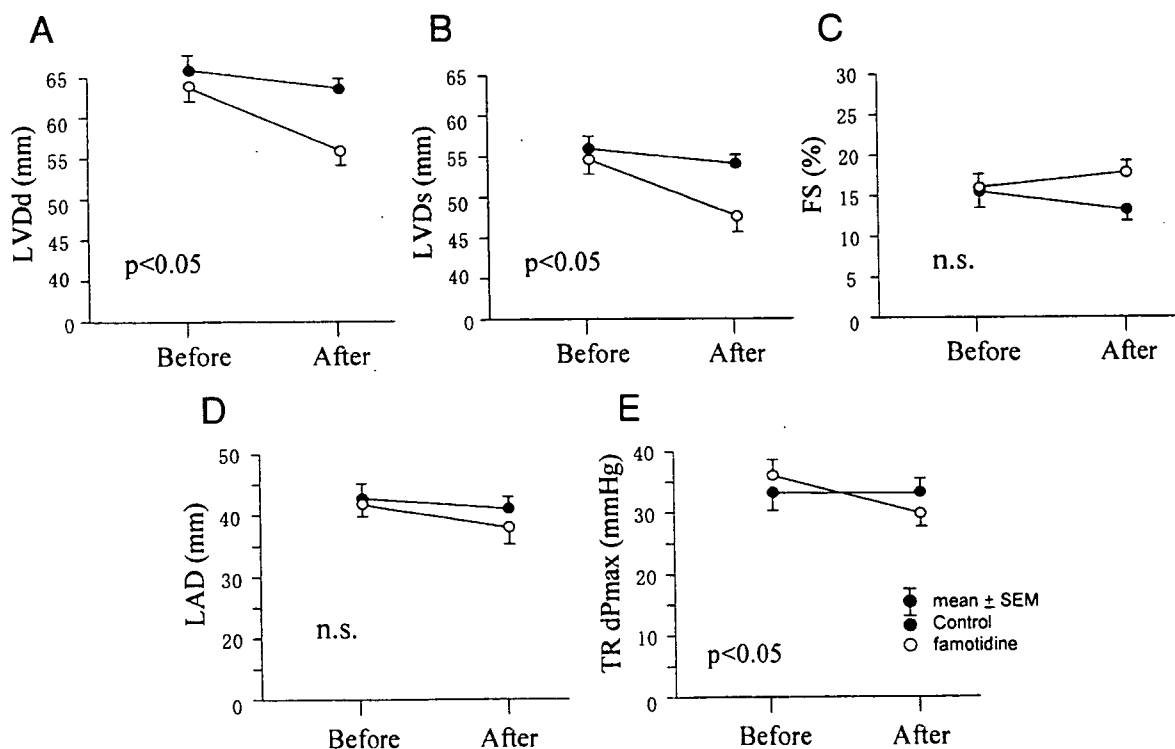 A
LVDd (mm)
65
60
55
50
45
40
0
p<0.05
Before After
B
LVDs (mm)
65
60
55
50
45
40
0
p<0.05
Before After
C
FS (%)
30
25
20
15
10
5
0
n.s.
Before After
D
LAD (mm)
50
40
30
20
0
n.s.
Before After
E
TR dPmax (mmHg)
40
30
20
10
0
p<0.05
mean ± SEM
Control
famotidine
Before After